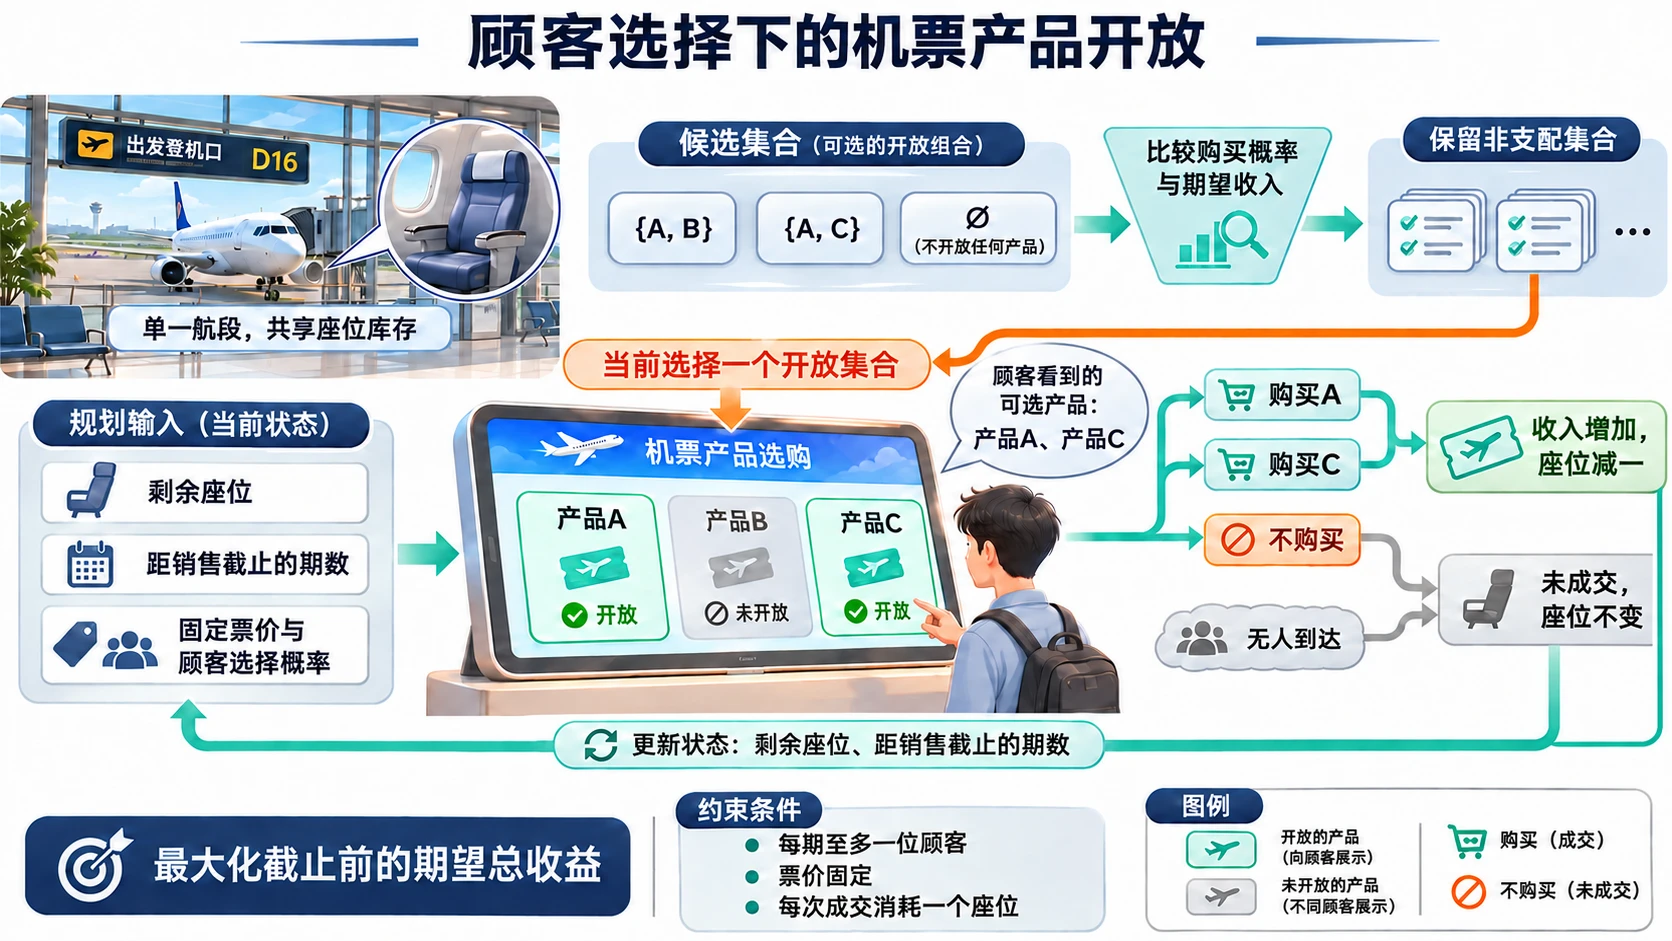 顾客选择下的机票产品开放
出发登机口 D16
单一航段，共享座位库存
候选集合（可选的开放组合）
{A, B}
{A, C}
Ø
（不开放任何产品）
比较购买概率
与期望收入
保留非支配集合
...
当前选择一个开放集合
规划输入（当前状态）
剩余座位
距销售截止的期数
固定票价与
顾客选择概率
机票产品选购
产品A
开放
产品B
未开放
产品C
开放
顾客看到的
可选产品：
产品A、产品C
购买A
购买C
不购买
无人到达
收入增加，
座位减一
未成交，
座位不变
更新状态：剩余座位、距销售截止的期数
最大化截止前的期望总收益
约束条件
每期至多一位顾客
票价固定
每次成交消耗一个座位
图例
开放的产品
（向顾客展示）
未开放的产品
（不同顾客展示）
购买（成交）
不购买（未成交）